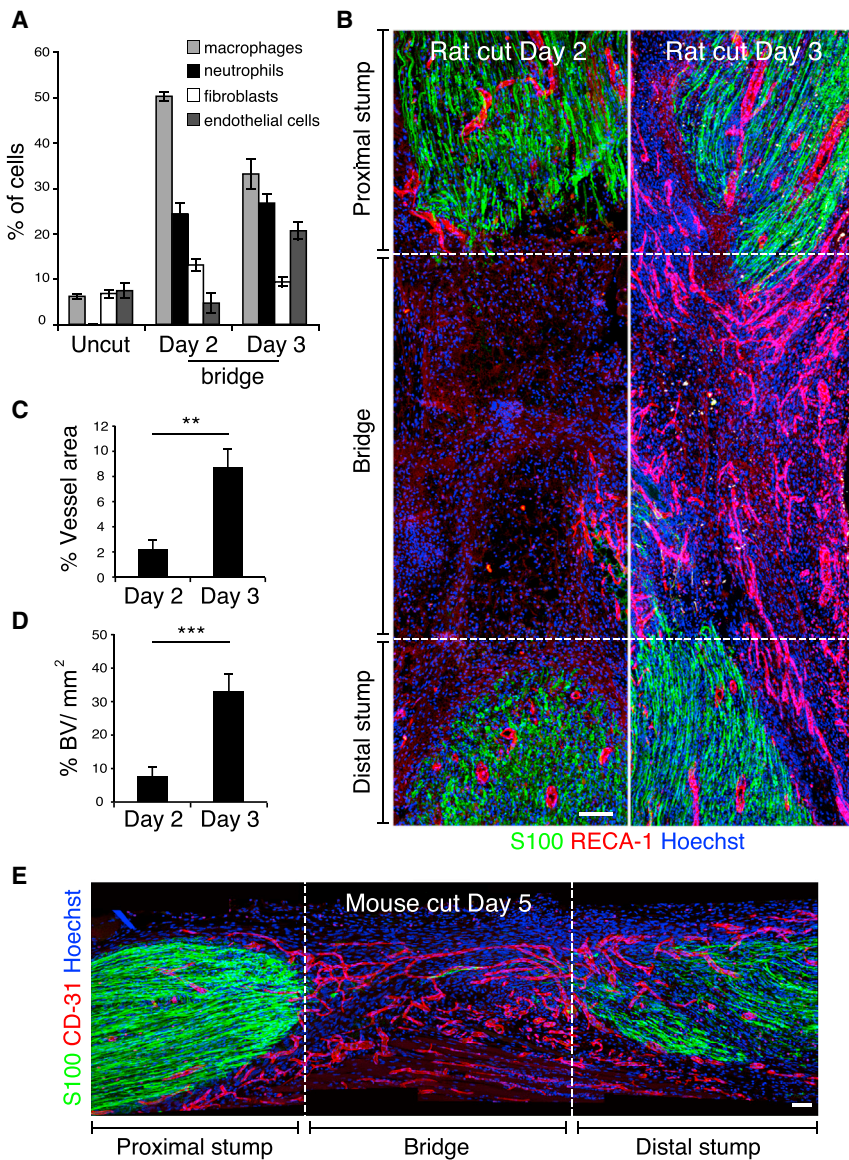 A
macrophages
neutrophils
fibroblasts
endothelial cells
% of cells
60
50
40
30
20
10
0
Uncut Day 2 Day 3
bridge
B
Rat cut Day 2 Rat cut Day 3
Proximal stump
Bridge
Distal stump
S100 RECA-1 Hoechst
C
% Vessel area
12
10
8
6
4
2
0
**
Day 2 Day 3
D
% BV/ mm²
50
40
30
20
10
0
***
Day 2 Day 3
E
S100 CD-31 Hoechst
Mouse cut Day 5
Proximal stump Bridge Distal stump